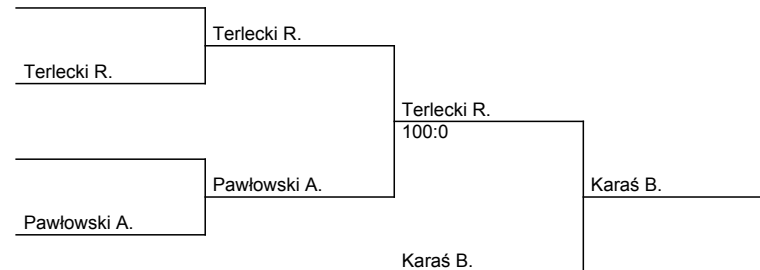 Terlecki R.
Terlecki R.
Terlecki R.
100:0
Pawłowski A.
Karaś B.
Pawłowski A.
Karaś B.